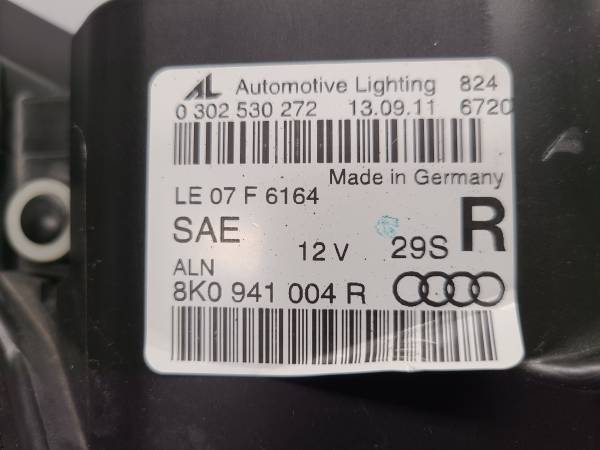 AL Automotive Lighting 824
0 302 530 272 13.09.11 6720
Made in Germany
LE 07 F 6164
SAE 12 V 29S R
ALN
8K0 941 004 R